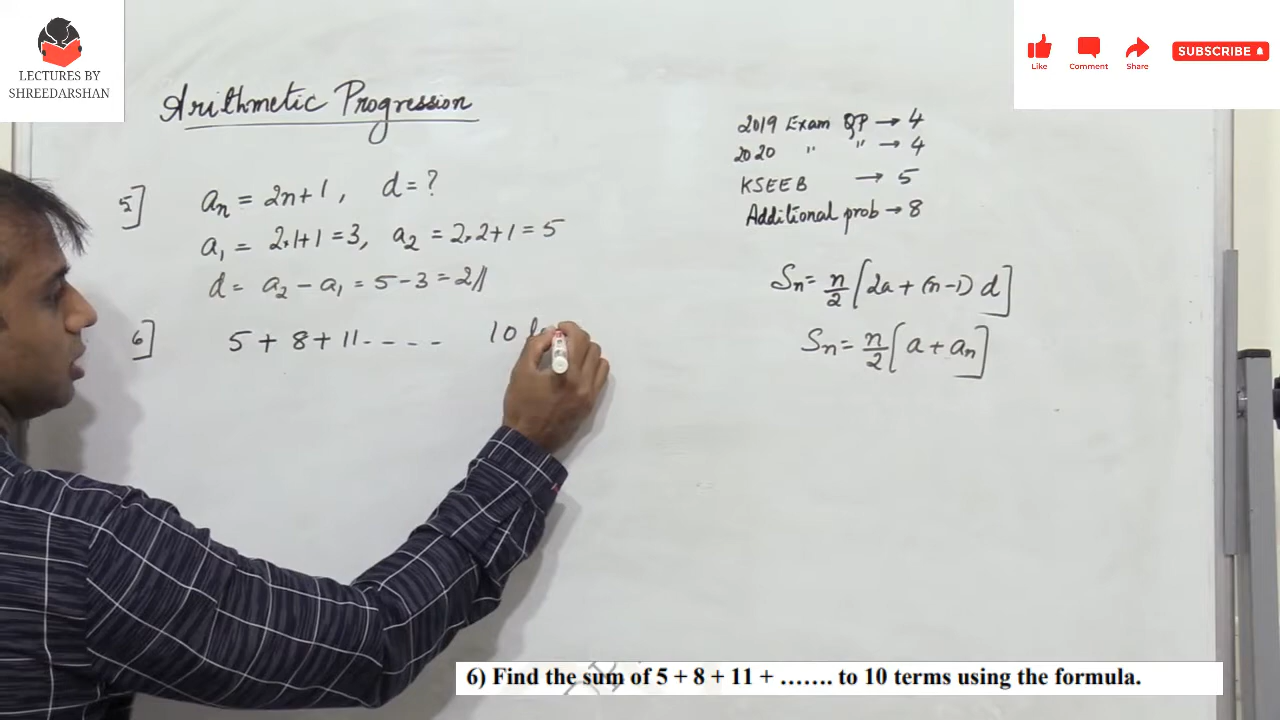 LECTURES BY
SHREEDARSHAN
Like
Comment
Share
SUBSCRIBE
Arithmetic Progression
2019 Exam QP → 4
2020 " " → 4
KSEEB → 5
Additional prob → 8
5] aₙ = 2n+1, d = ?
a₁ = 2.1+1 = 3, a₂ = 2.2+1 = 5
d = a₂ - a₁ = 5 - 3 = 2//
Sₙ = n/2 [2a + (n-1) d]
Sₙ = n/2 [a + aₙ]
6] 5 + 8 + 11 - - - - 10
6) Find the sum of 5 + 8 + 11 + ……. to 10 terms using the formula.